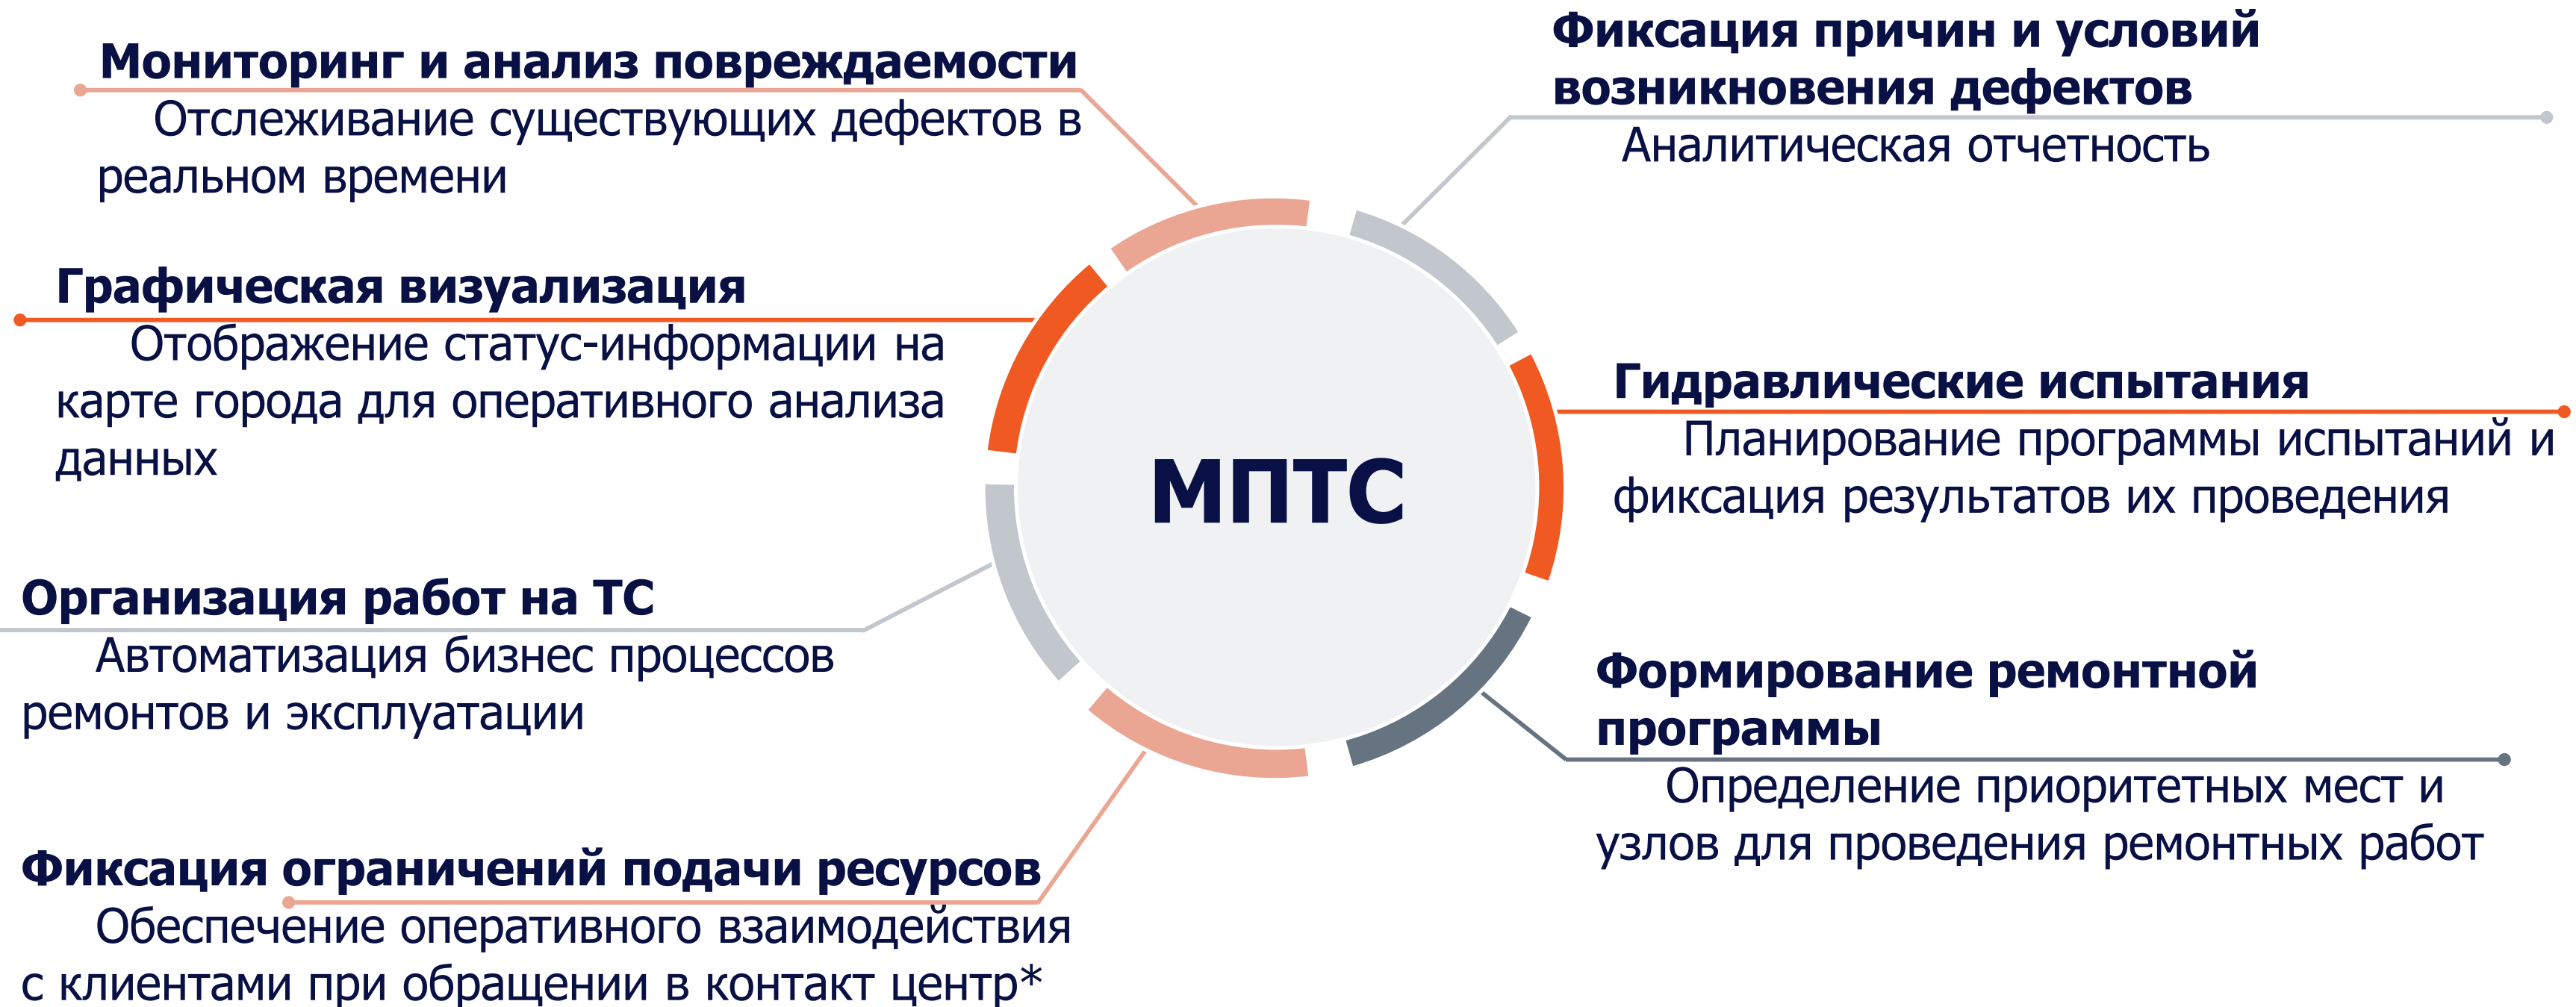 Мониторинг и анализ повреждаемости
Отслеживание существующих дефектов в
реальном времени
Графическая визуализация
Отображение статус-информации на
карте города для оперативного анализа
данных
Организация работ на ТС
Автоматизация бизнес процессов
ремонтов и эксплуатации
Фиксация ограничений подачи ресурсов
Обеспечение оперативного взаимодействия
с клиентами при обращении в контакт центр*
МПТС
Фиксация причин и условий
возникновения дефектов
Аналитическая отчетность
Гидравлические испытания
Планирование программы испытаний и
фиксация результатов их проведения
Формирование ремонтной
программы
Определение приоритетных мест и
узлов для проведения ремонтных работ